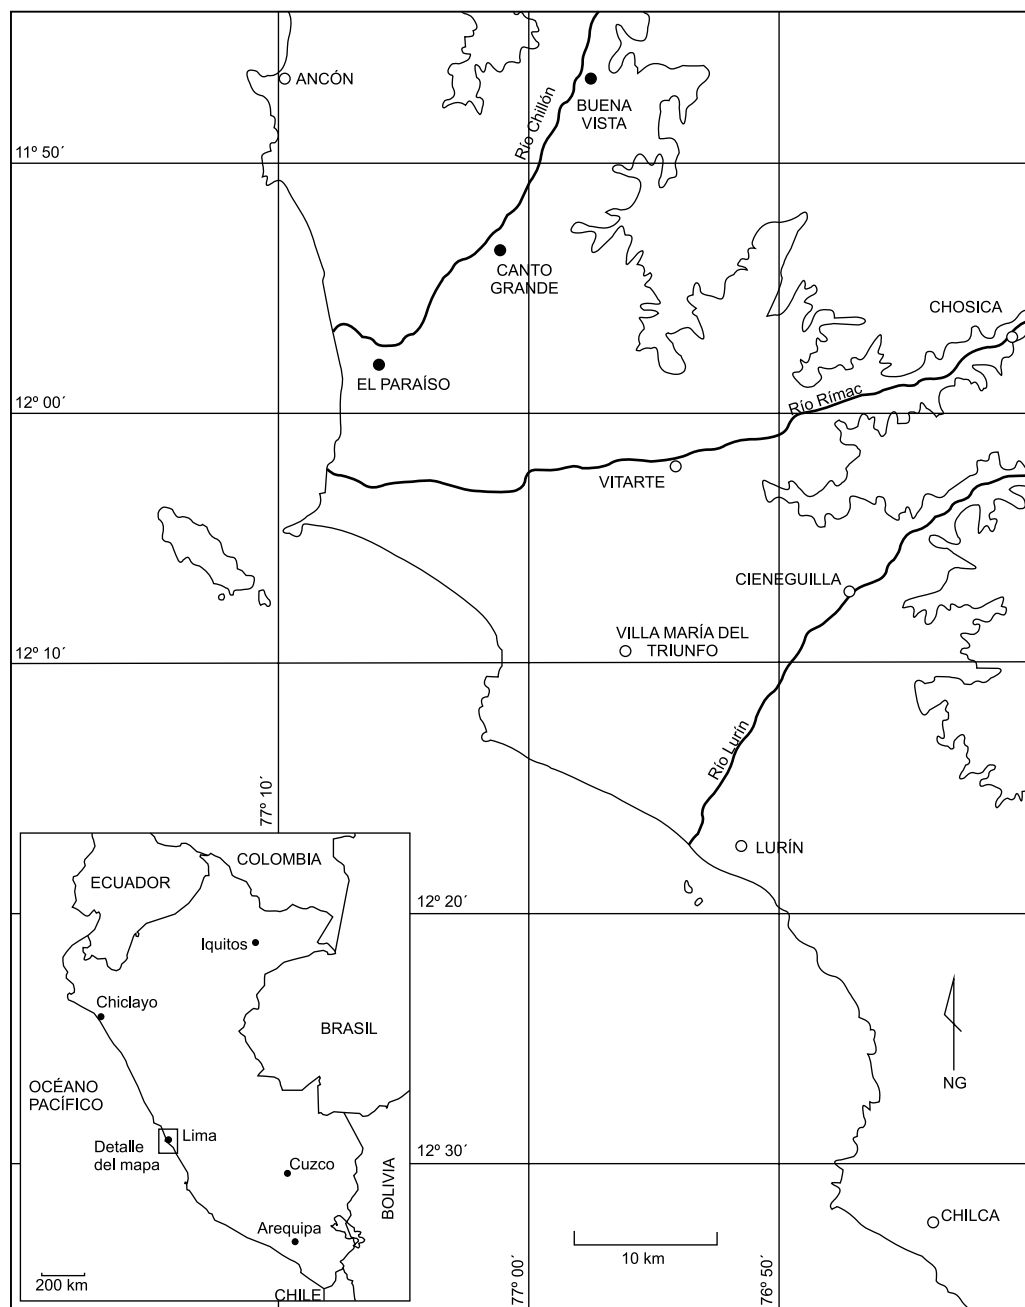 ANCÓN
BUENA
VISTA
Río Chillón
11º 50´
CANTO
GRANDE
CHOSICA
EL PARAÍSO
Río Rímac
12º 00´
VITARTE
CIENEGUILLA
VILLA MARÍA DEL
TRIUNFO
12º 10´
Río Lurín
77º 10´
LURÍN
COLOMBIA
ECUADOR
12º 20´
Iquitos
Chiclayo
BRASIL
OCÉANO
PACÍFICO
NG
Lima
Detalle
del mapa
12º 30´
Cuzco
BOLIVIA
Arequipa
CHILCA
10 km
200 km
CHILE
77º 00´
76º 50´